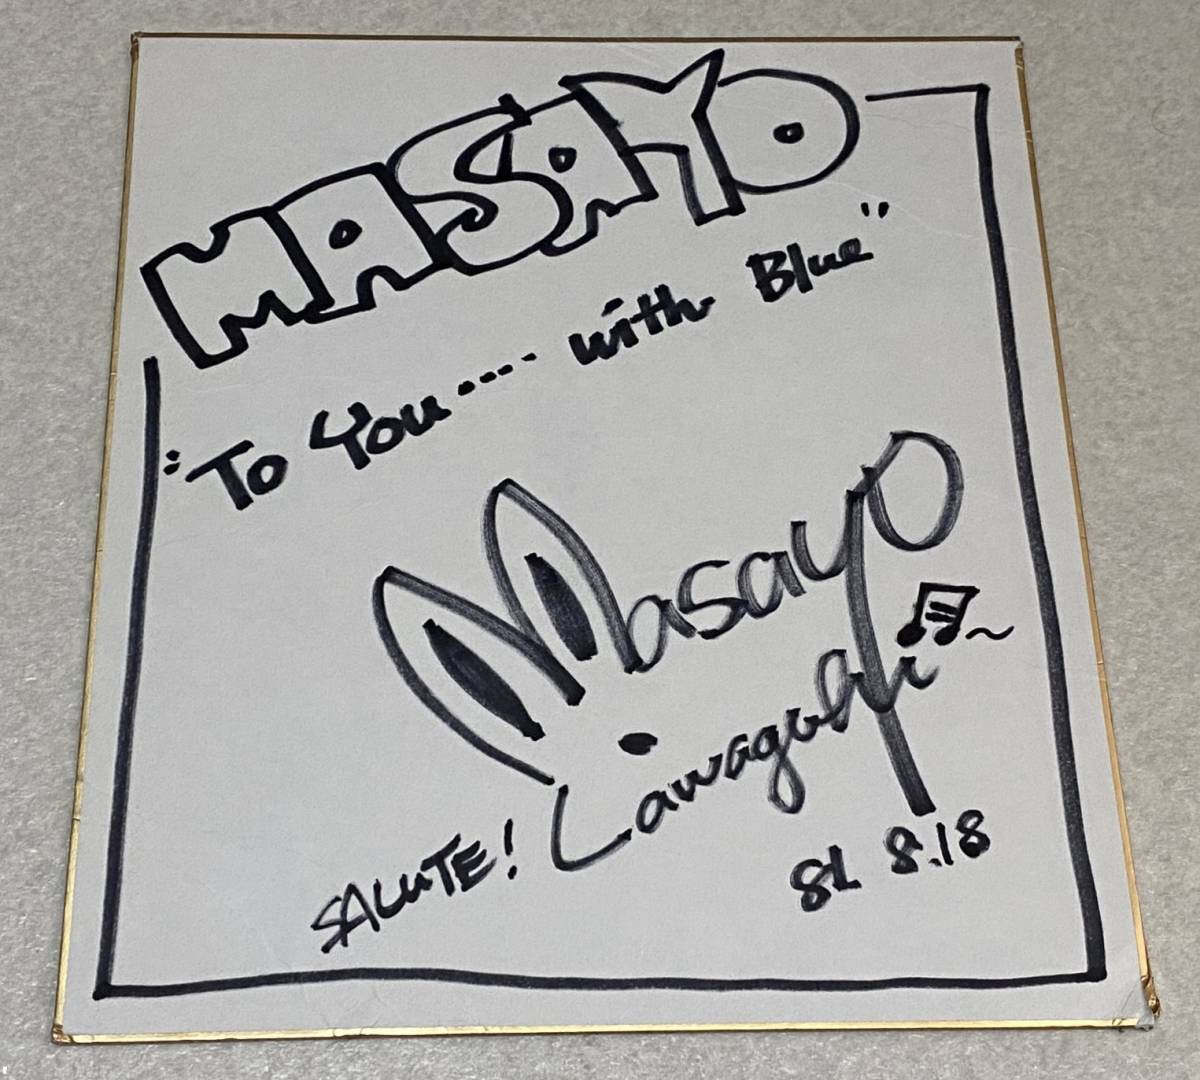 MASAYO
"To You..... with Blue"
Masayo
Kawaguchi
SALUTE!
81 8.18